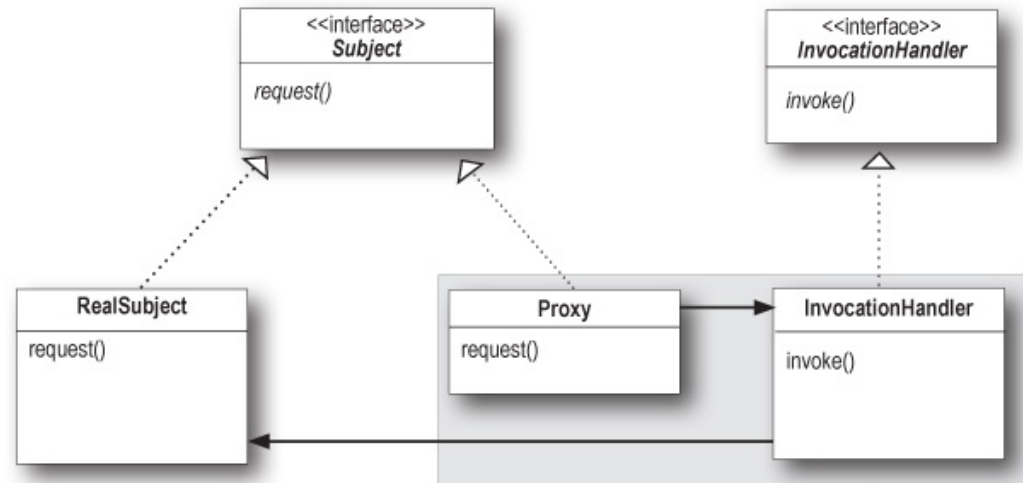 <<interface>>
Subject
request()
<<interface>>
InvocationHandler
invoke()
RealSubject
request()
Proxy
request()
InvocationHandler
invoke()